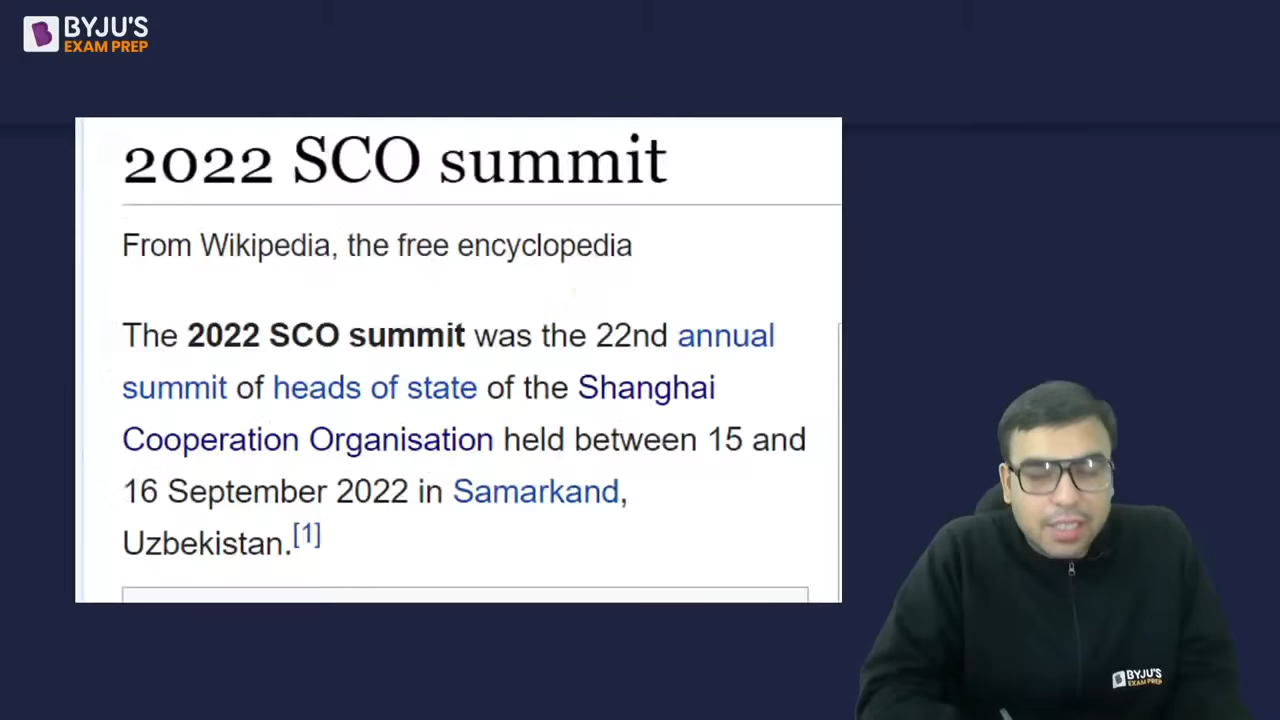 BYJU'S
EXAM PREP
2022 SCO summit
From Wikipedia, the free encyclopedia
The 2022 SCO summit was the 22nd annual
summit of heads of state of the Shanghai
Cooperation Organisation held between 15 and
16 September 2022 in Samarkand,
Uzbekistan.[1]
BYJU'S
EXAM PREP